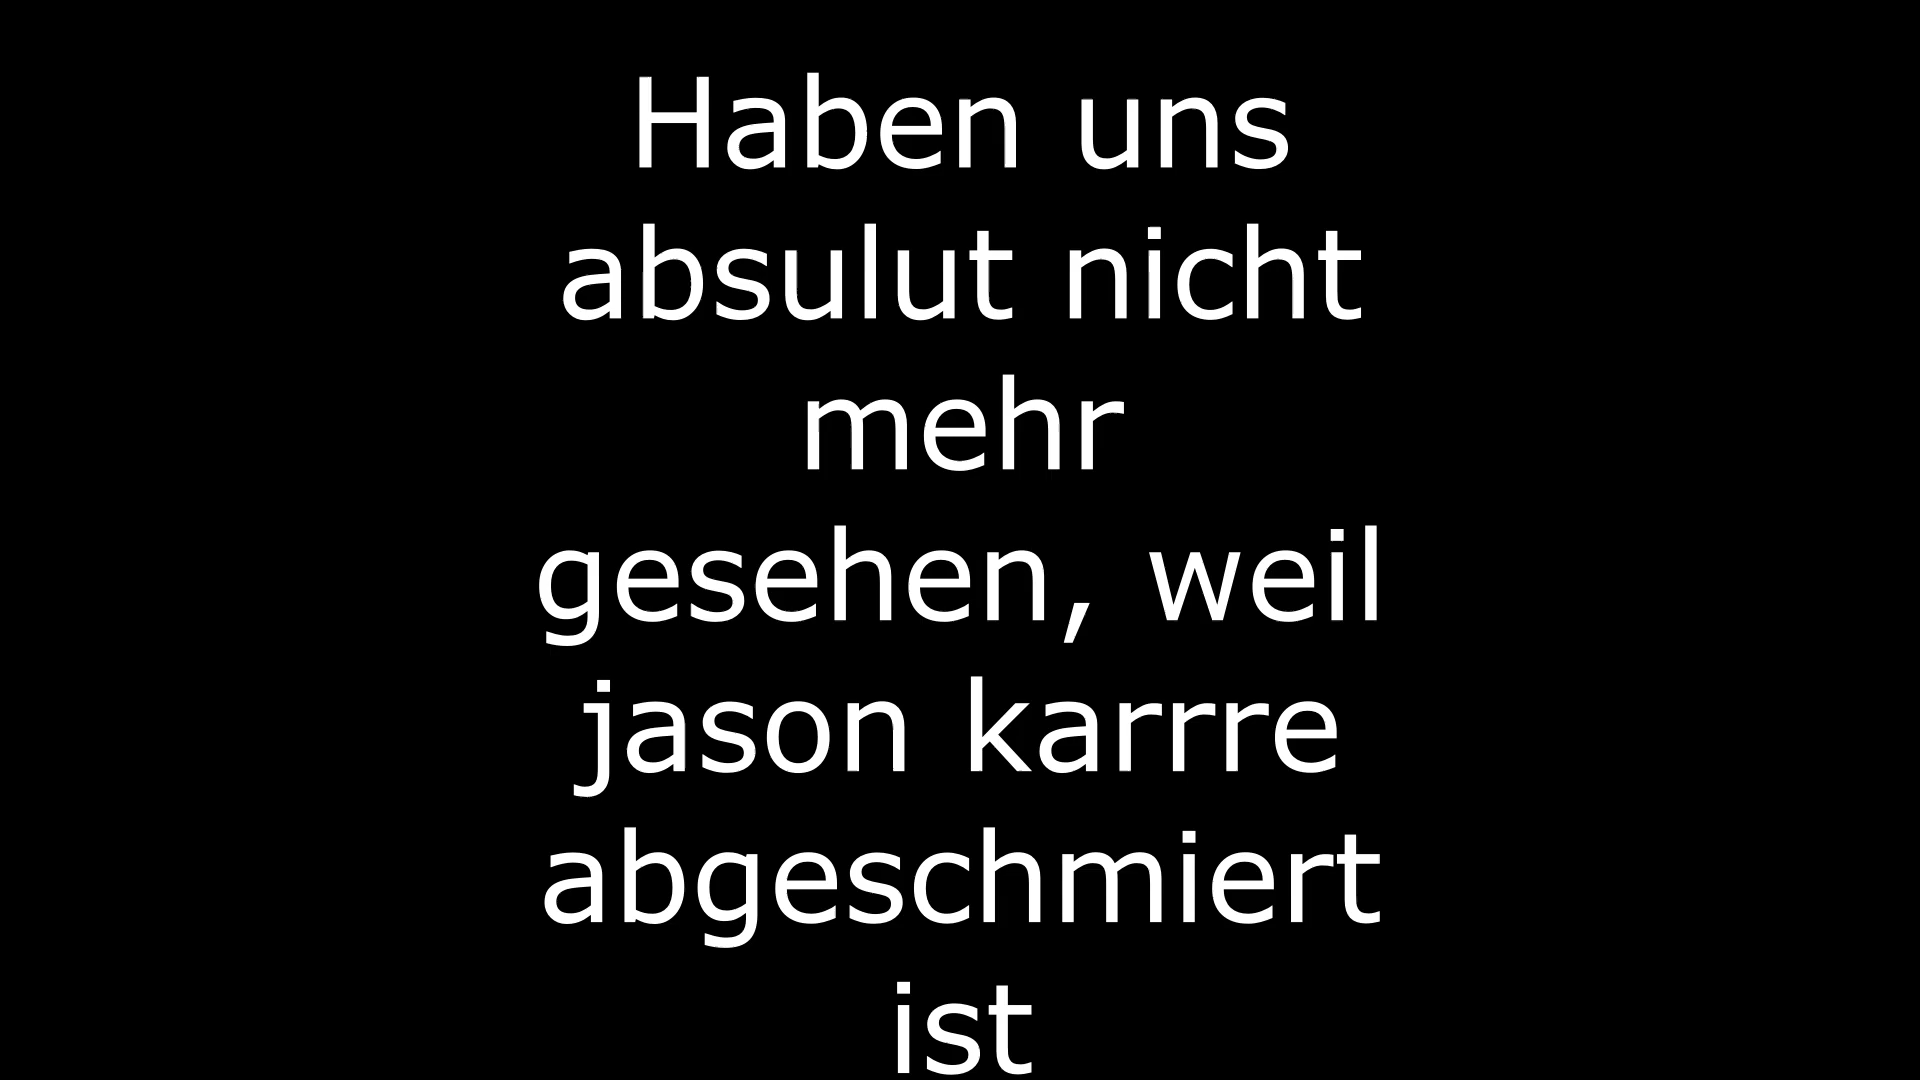 Haben uns
absulut nicht
mehr
gesehen, weil
jason karrre
abgeschmiert
ist